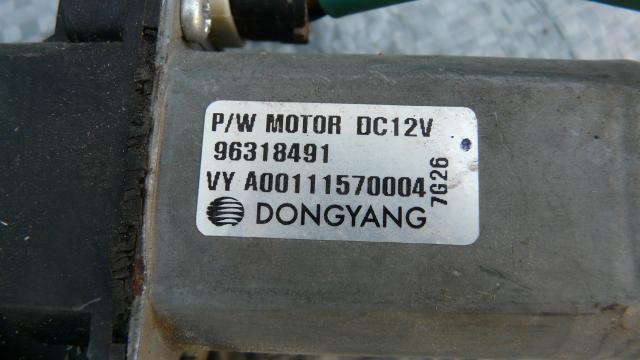 P/W MOTOR DC12V
96318491
VY A00111570004
7G26
DONGYANG